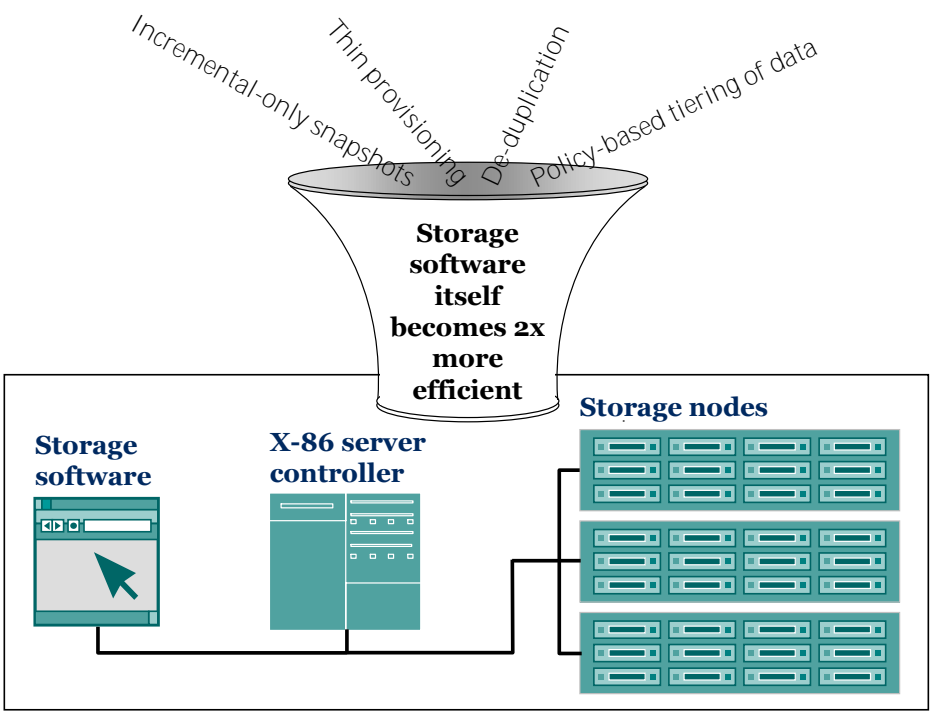 Incremental-only snapshots
Thin provisioning
De-duplication
Policy-based tiering of data
Storage
software
itself
becomes 2x
more
efficient
Storage nodes
Storage
software
X-86 server
controller